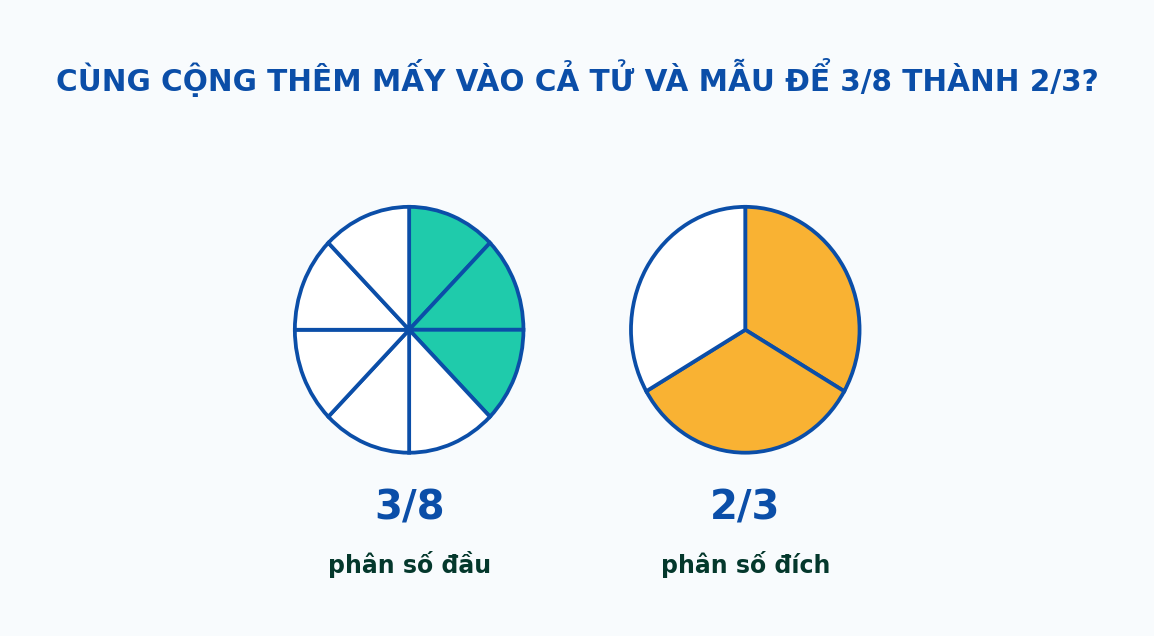 CÙNG CỘNG THÊM MẤY VÀO CẢ TỬ VÀ MẪU ĐỂ 3/8 THÀNH 2/3?
3/8 2/3
phân số đầu phân số đích